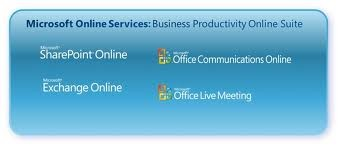 Microsoft Online Services: Business Productivity Online Suite
Microsoft
SharePoint Online
Microsoft
Office Communications Online
Microsoft
Exchange Online
Microsoft
Office Live Meeting